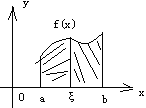 y
f(x)
0 a ξ b x